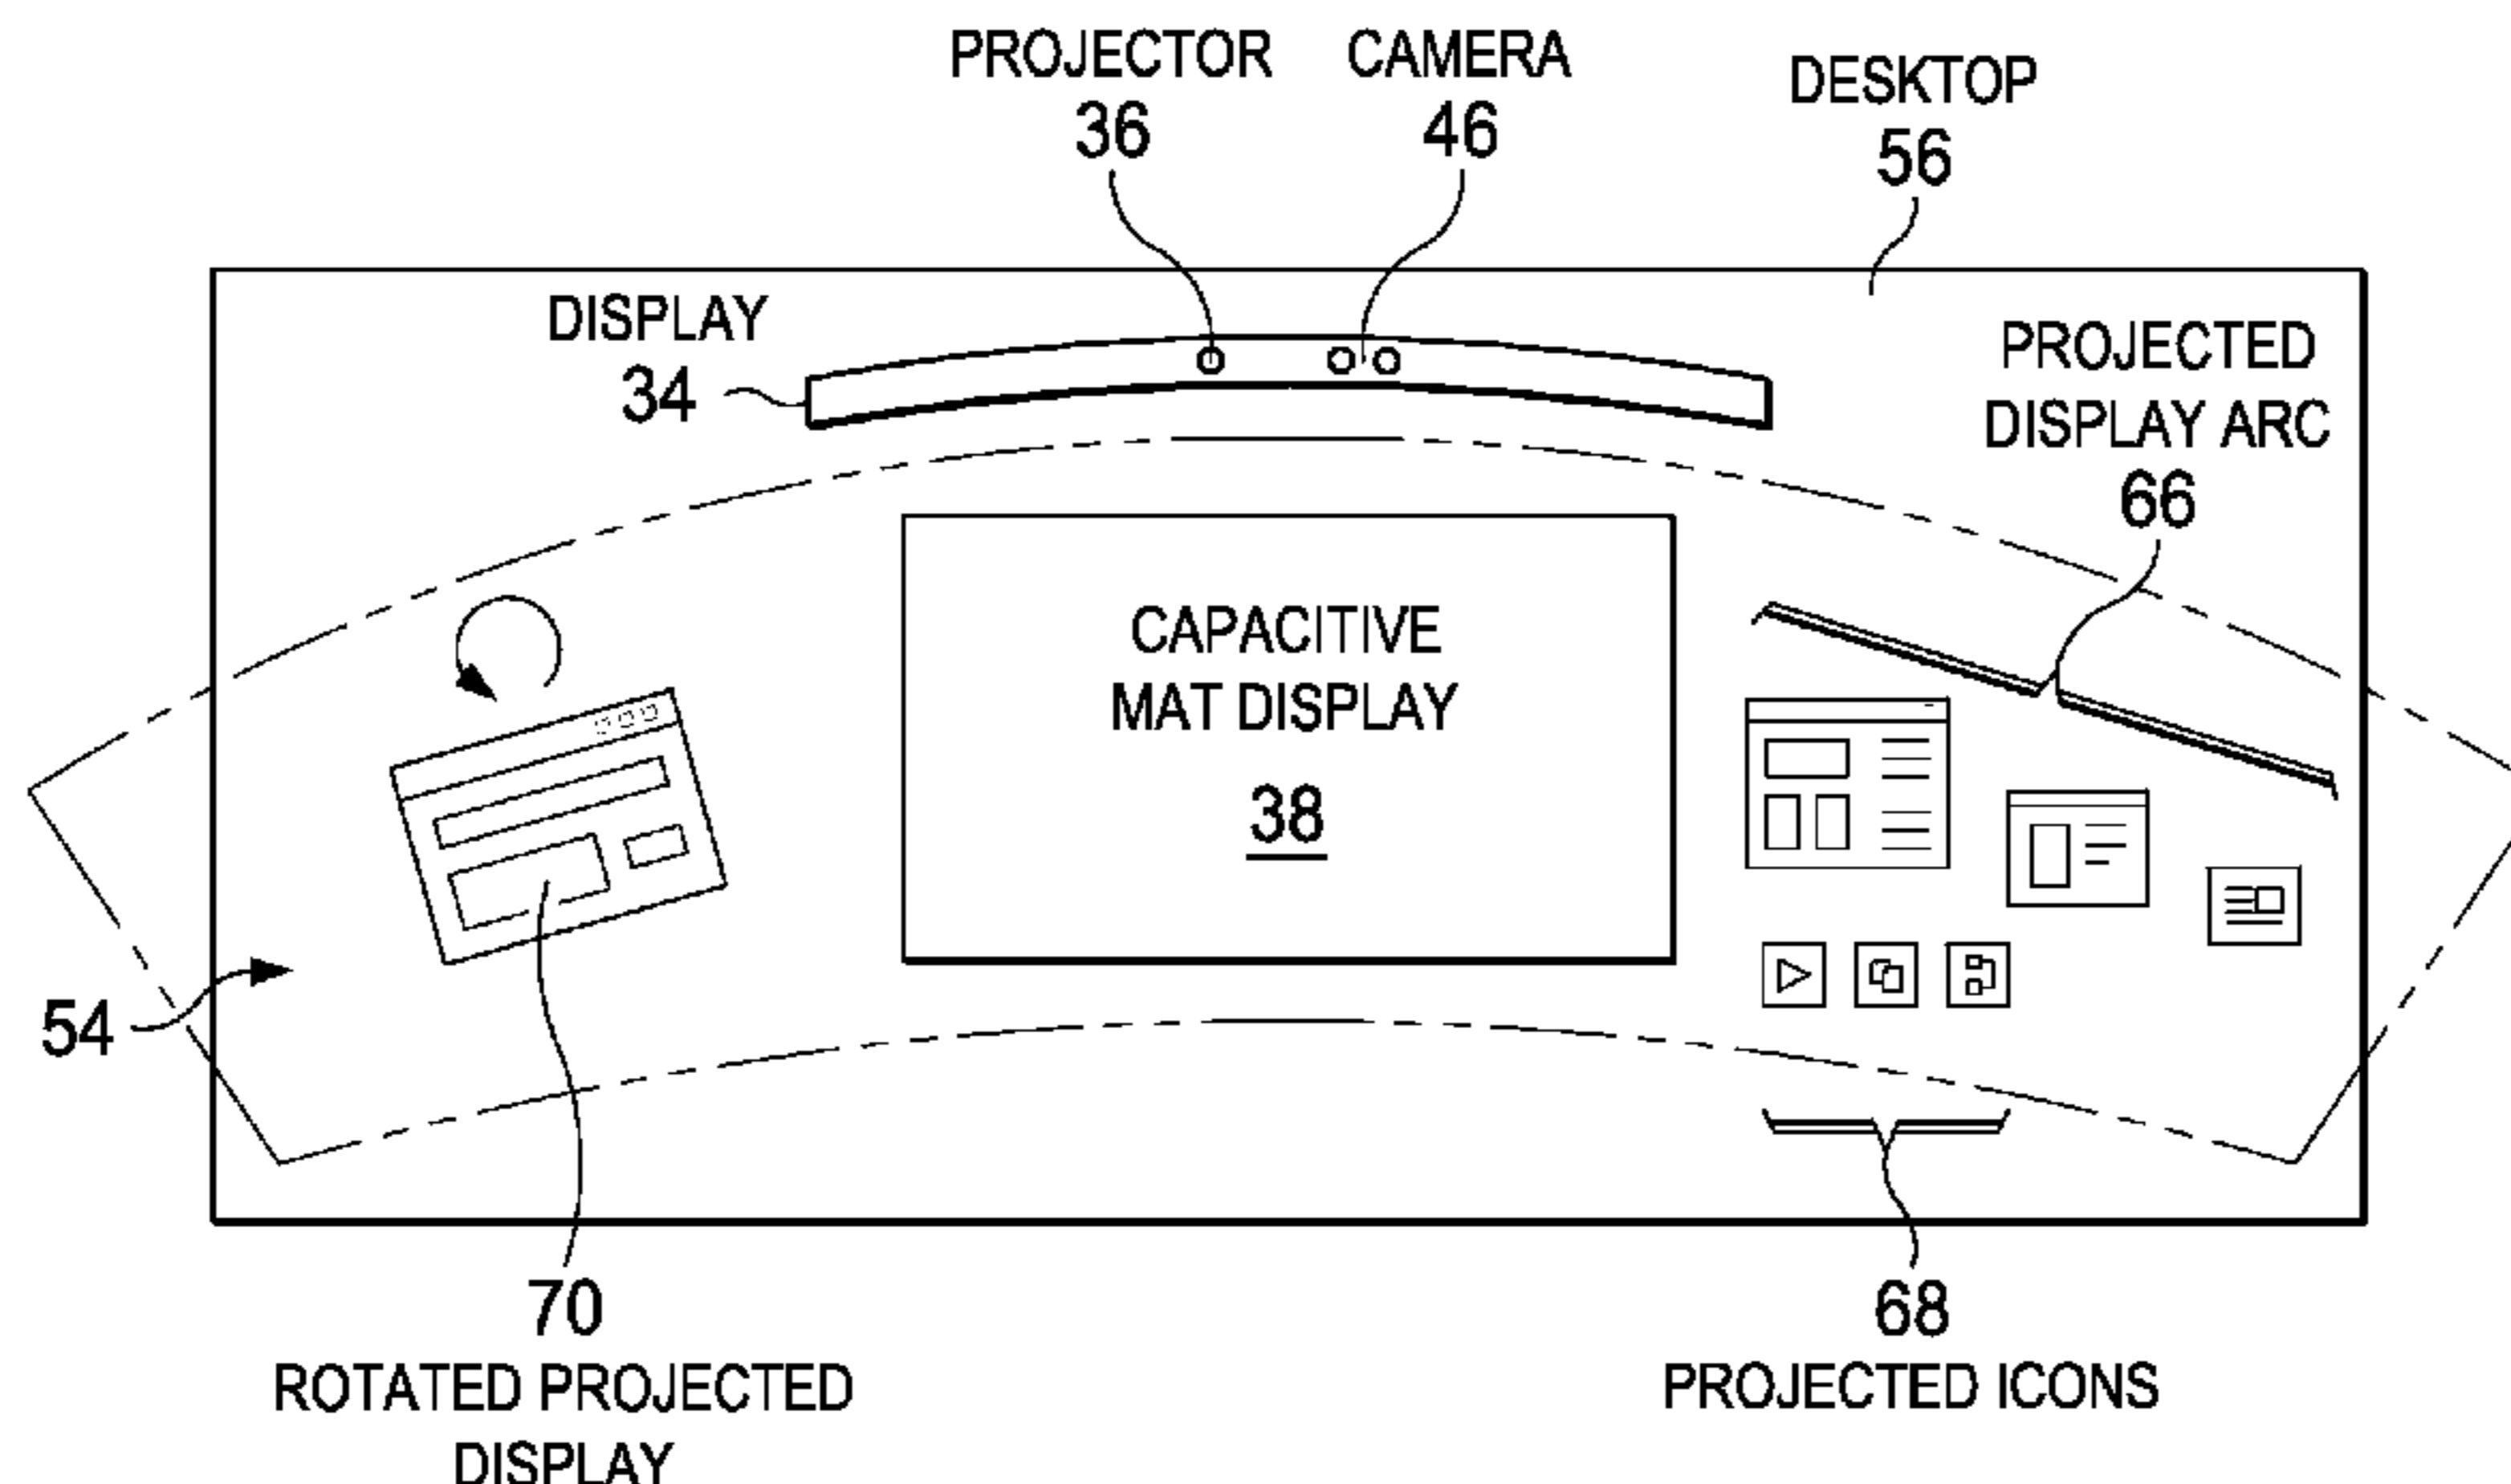 PROJECTOR
36
CAMERA
46
DESKTOP
56
DISPLAY
34
PROJECTED
DISPLAY ARC
66
CAPACITIVE
MAT DISPLAY
38
54
70
ROTATED PROJECTED
DISPLAY
68
PROJECTED ICONS